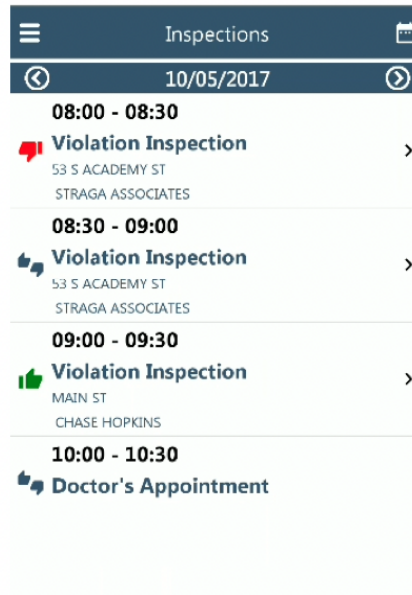 Inspections
10/05/2017
08:00 - 08:30
Violation Inspection
53 S ACADEMY ST
STRAGA ASSOCIATES
08:30 - 09:00
Violation Inspection
53 S ACADEMY ST
STRAGA ASSOCIATES
09:00 - 09:30
Violation Inspection
MAIN ST
CHASE HOPKINS
10:00 - 10:30
Doctor's Appointment